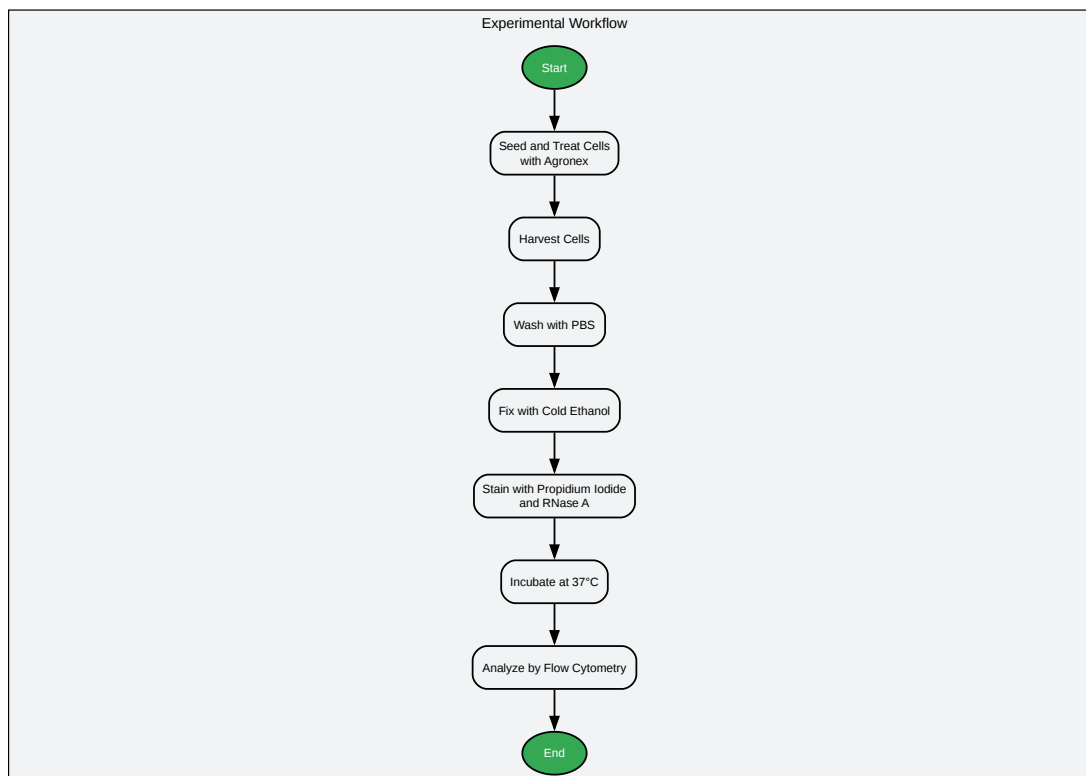 Experimental Workflow
Start
Seed and Treat Cells
with Agronex
Harvest Cells
Wash with PBS
Fix with Cold Ethanol
Stain with Propidium Iodide
and RNase A
Incubate at 37°C
Analyze by Flow Cytometry
End